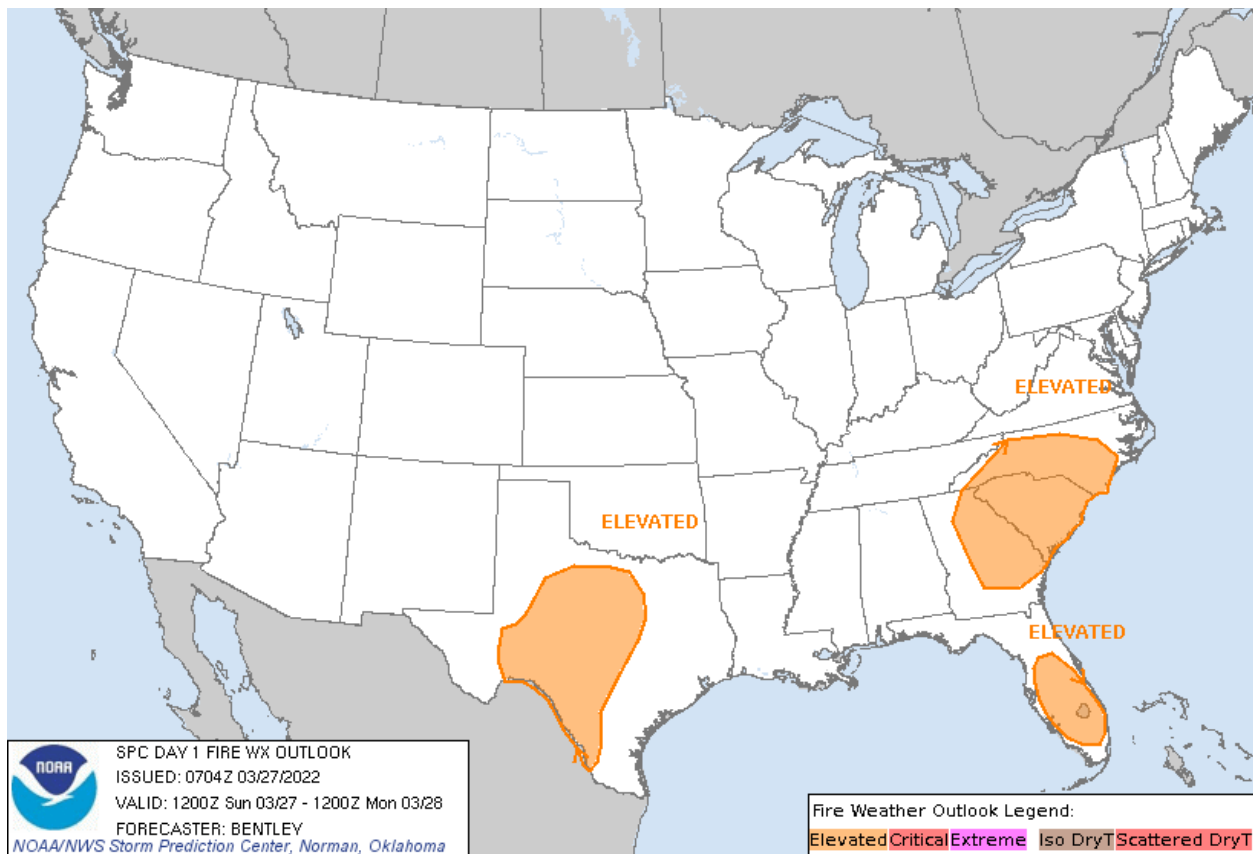 ELEVATED
ELEVATED
ELEVATED
NOAA
SPC DAY 1 FIRE WX OUTLOOK
ISSUED: 0704Z 03/27/2022
VALID: 1200Z Sun 03/27 - 1200Z Mon 03/28
FORECASTER: BENTLEY
NOAA/NWS Storm Prediction Center, Norman, Oklahoma
Fire Weather Outlook Legend:
Elevated Critical Extreme Iso DryT Scattered DryT